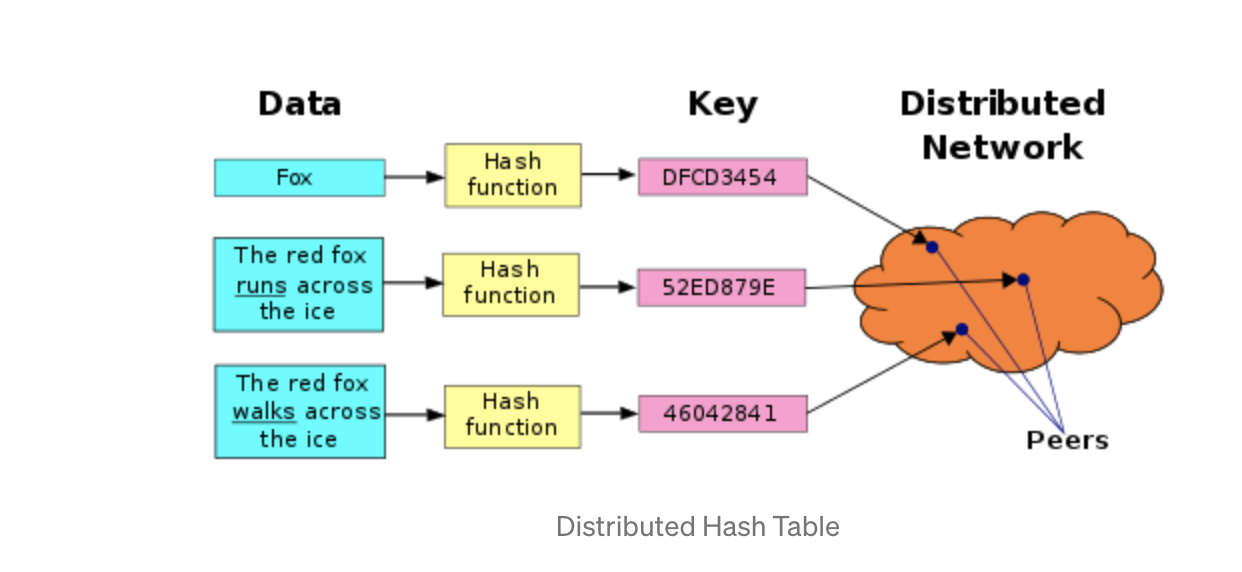 Data
Key
Distributed
Network
Fox
Hash
function
DFCD3454
The red fox
runs across
the ice
Hash
function
52ED879E
The red fox
walks across
the ice
Hash
function
46042841
Peers
Distributed Hash Table